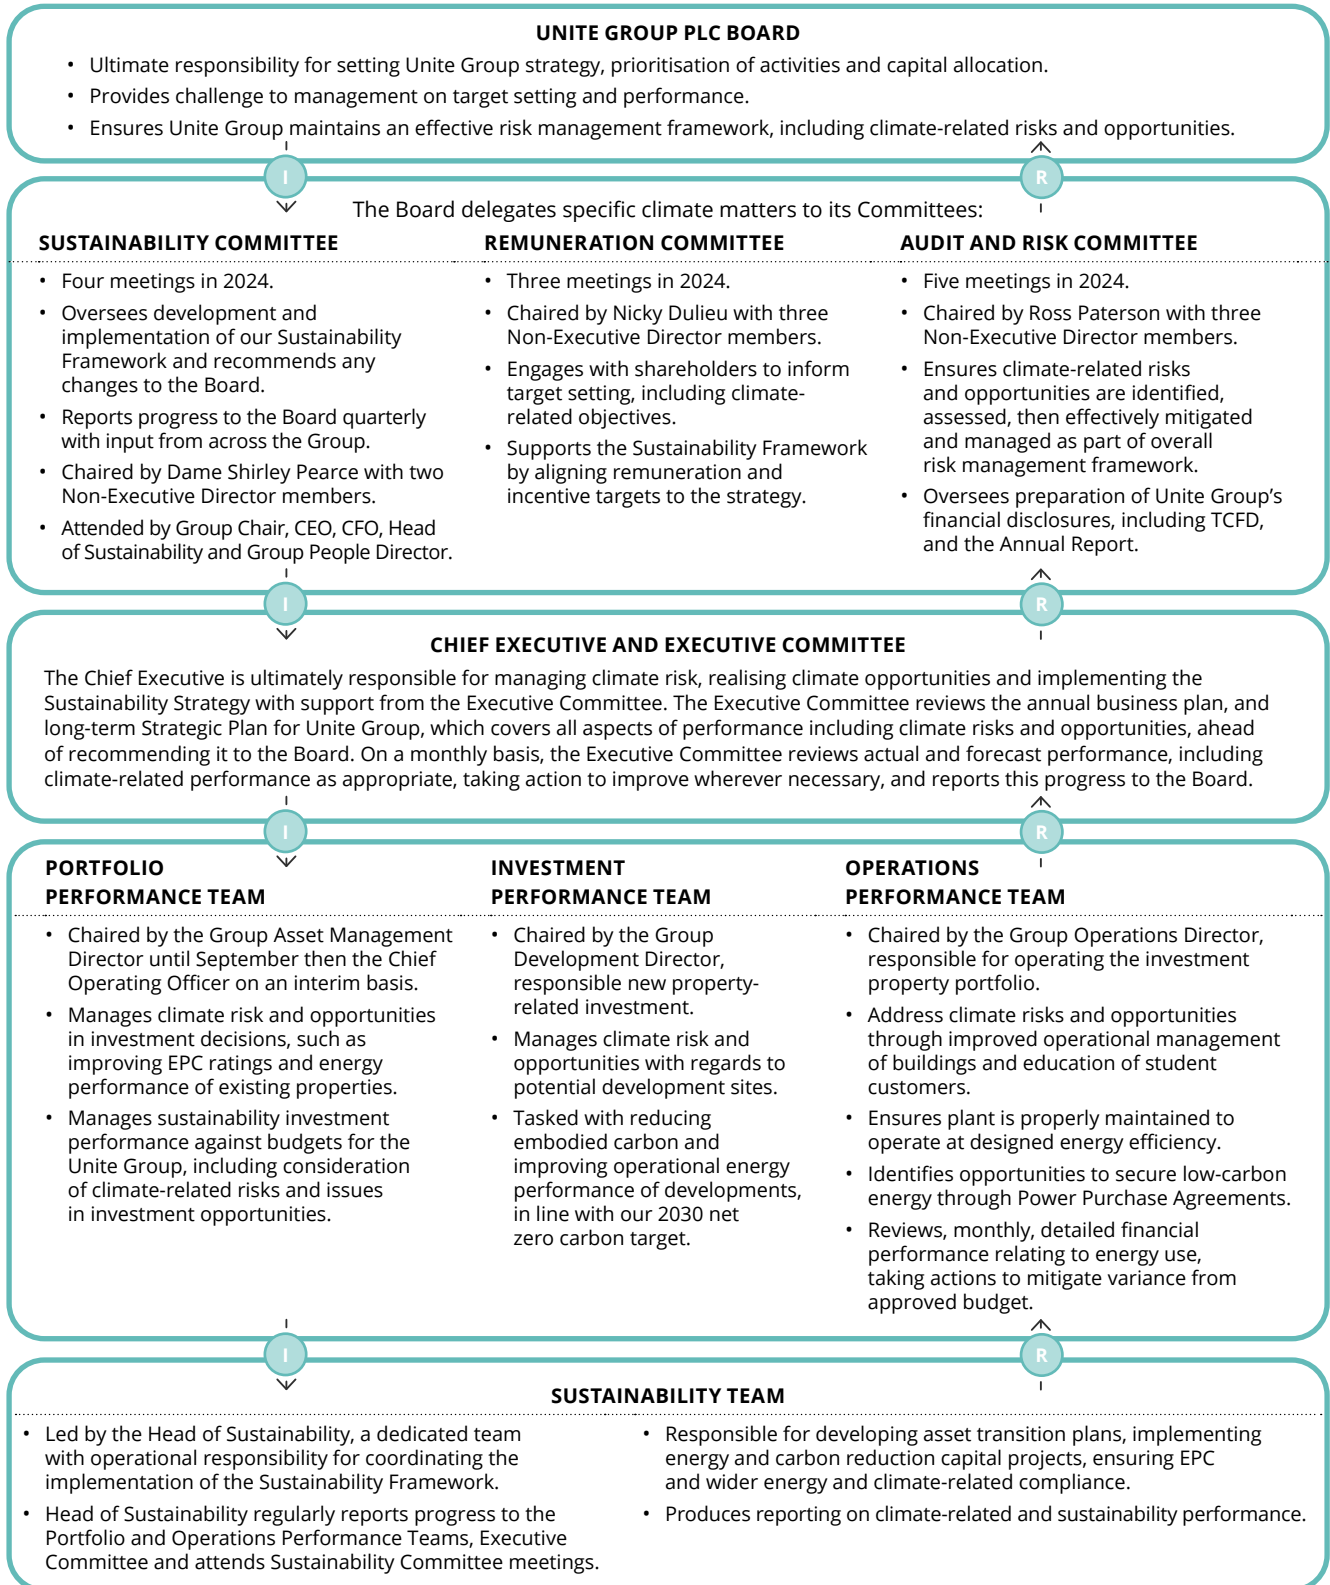 UNITE GROUP PLC BOARD
• Ultimate responsibility for setting Unite Group strategy, prioritisation of activities and capital allocation.
• Provides challenge to management on target setting and performance.
• Ensures Unite Group maintains an effective risk management framework, including climate-related risks and opportunities.
I
R
The Board delegates specific climate matters to its Committees:
SUSTAINABILITY COMMITTEE
• Four meetings in 2024.
• Oversees development and
implementation of our Sustainability
Framework and recommends any
changes to the Board.
• Reports progress to the Board quarterly
with input from across the Group.
• Chaired by Dame Shirley Pearce with two
Non-Executive Director members.
• Attended by Group Chair, CEO, CFO, Head
of Sustainability and Group People Director.
REMUNERATION COMMITTEE
• Three meetings in 2024.
• Chaired by Nicky Dulieu with three
Non-Executive Director members.
• Engages with shareholders to inform
target setting, including climate-
related objectives.
• Supports the Sustainability Framework
by aligning remuneration and
incentive targets to the strategy.
AUDIT AND RISK COMMITTEE
• Five meetings in 2024.
• Chaired by Ross Paterson with three
Non-Executive Director members.
• Ensures climate-related risks
and opportunities are identified,
assessed, then effectively mitigated
and managed as part of overall
risk management framework.
• Oversees preparation of Unite Group's
financial disclosures, including TCFD,
and the Annual Report.
I
R
CHIEF EXECUTIVE AND EXECUTIVE COMMITTEE
The Chief Executive is ultimately responsible for managing climate risk, realising climate opportunities and implementing the
Sustainability Strategy with support from the Executive Committee. The Executive Committee reviews the annual business plan, and
long-term Strategic Plan for Unite Group, which covers all aspects of performance including climate risks and opportunities, ahead
of recommending it to the Board. On a monthly basis, the Executive Committee reviews actual and forecast performance, including
climate-related performance as appropriate, taking action to improve wherever necessary, and reports this progress to the Board.
I
R
PORTFOLIO
PERFORMANCE TEAM
• Chaired by the Group Asset Management
Director until September then the Chief
Operating Officer on an interim basis.
• Manages climate risk and opportunities
in investment decisions, such as
improving EPC ratings and energy
performance of existing properties.
• Manages sustainability investment
performance against budgets for the
Unite Group, including consideration
of climate-related risks and issues
in investment opportunities.
INVESTMENT
PERFORMANCE TEAM
• Chaired by the Group
Development Director,
responsible new property-
related investment.
• Manages climate risk and
opportunities with regards to
potential development sites.
• Tasked with reducing
embodied carbon and
improving operational energy
performance of developments,
in line with our 2030 net
zero carbon target.
OPERATIONS
PERFORMANCE TEAM
• Chaired by the Group Operations Director,
responsible for operating the investment
property portfolio.
• Address climate risks and opportunities
through improved operational management
of buildings and education of student
customers.
• Ensures plant is properly maintained to
operate at designed energy efficiency.
• Identifies opportunities to secure low-carbon
energy through Power Purchase Agreements.
• Reviews, monthly, detailed financial
performance relating to energy use,
taking actions to mitigate variance from
approved budget.
I
R
SUSTAINABILITY TEAM
• Led by the Head of Sustainability, a dedicated team
with operational responsibility for coordinating the
implementation of the Sustainability Framework.
• Head of Sustainability regularly reports progress to the
Portfolio and Operations Performance Teams, Executive
Committee and attends Sustainability Committee meetings.
• Responsible for developing asset transition plans, implementing
energy and carbon reduction capital projects, ensuring EPC
and wider energy and climate-related compliance.
• Produces reporting on climate-related and sustainability performance.